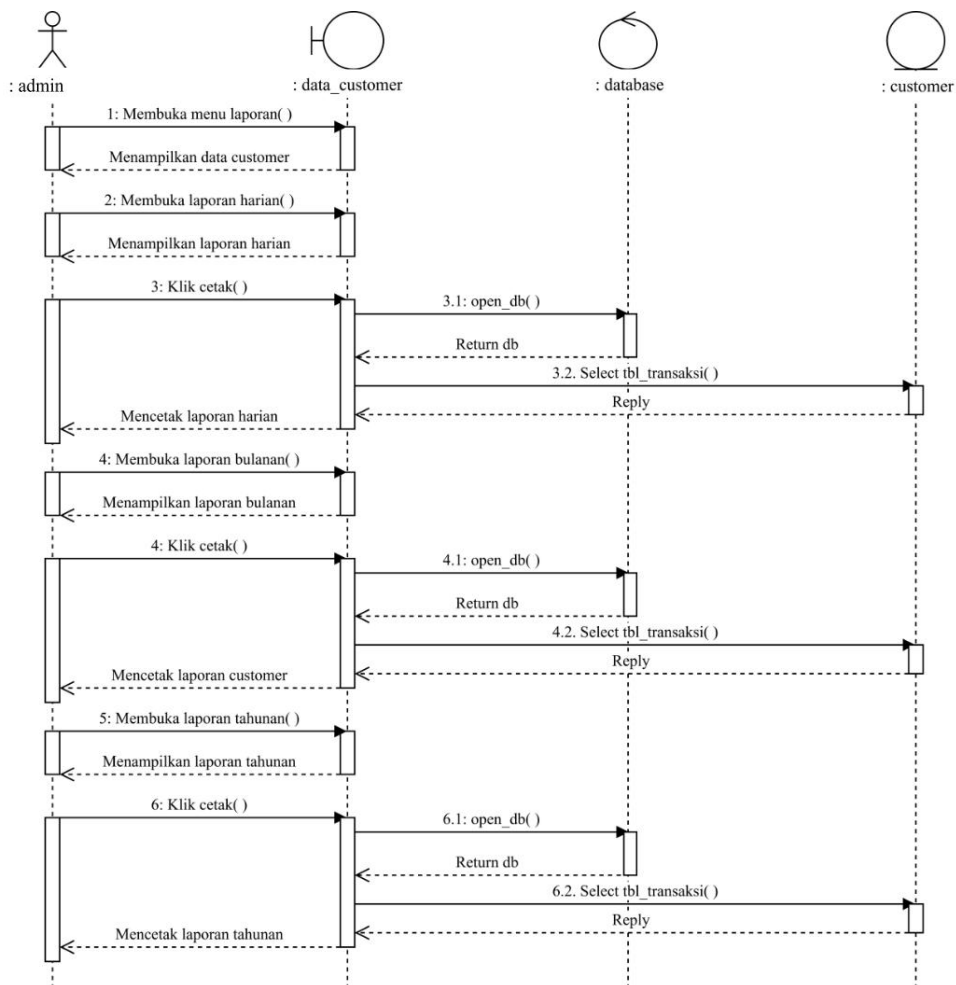 : admin
: data_customer
: database
: customer
1: Membuka menu laporan( )
Menampilkan data customer
2: Membuka laporan harian( )
Menampilkan laporan harian
3: Klik cetak( )
3.1: open_db( )
Return db
3.2. Select tbl_transaksi( )
Reply
Mencetak laporan harian
4: Membuka laporan bulanan( )
Menampilkan laporan bulanan
4: Klik cetak( )
4.1: open_db( )
Return db
4.2. Select tbl_transaksi( )
Reply
Mencetak laporan customer
5: Membuka laporan tahunan( )
Menampilkan laporan tahunan
6: Klik cetak( )
6.1: open_db( )
Return db
6.2. Select tbl_transaksi( )
Reply
Mencetak laporan tahunan